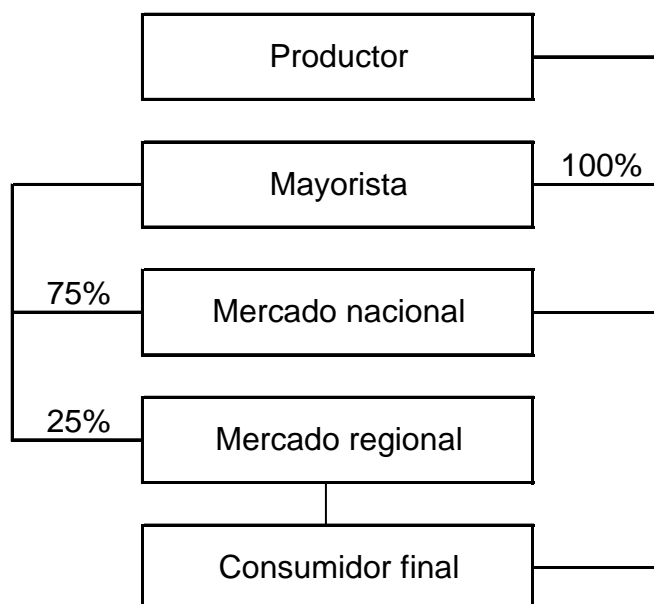 Productor
Mayorista
100%
75%
Mercado nacional
25%
Mercado regional
Consumidor final